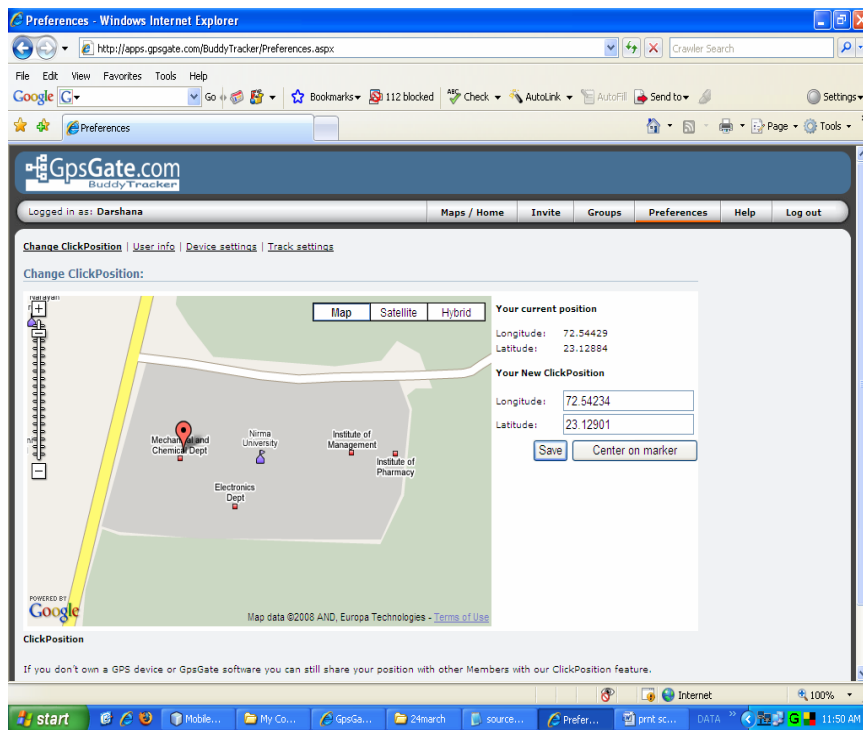 Preferences - Windows Internet Explorer
http://apps.gpsgate.com/BuddyTracker/Preferences.aspx
Crawler Search
File Edit View Favorites Tools Help
Google G Go Bookmarks 112 blocked ABC Check AutoLink AutoFill Send to Settings
Preferences
Page Tools
GpsGate.com
BuddyTracker
Logged in as: Darshana
Maps / Home Invite Groups Preferences Help Log out
Change ClickPosition | User info | Device settings | Track settings
Change ClickPosition:
Narayan
Map Satellite Hybrid
Mechanical and
Chemical Dept
Nirma
University
Institute of
Management
Institute of
Pharmacy
Electronics
Dept
POWERED BY
Google
Map data ©2008 AND, Europa Technologies - Terms of Use
Your current position
Longitude: 72.54429
Latitude: 23.12884
Your New ClickPosition
Longitude: 72.54234
Latitude: 23.12901
Save Center on marker
ClickPosition
If you don't own a GPS device or GpsGate software you can still share your position with other Members with our ClickPosition feature.
Internet 100%
start Mobile... My Co... GpsGa... 24march source... Prefer... prnt sc... DATA 11:50 AM